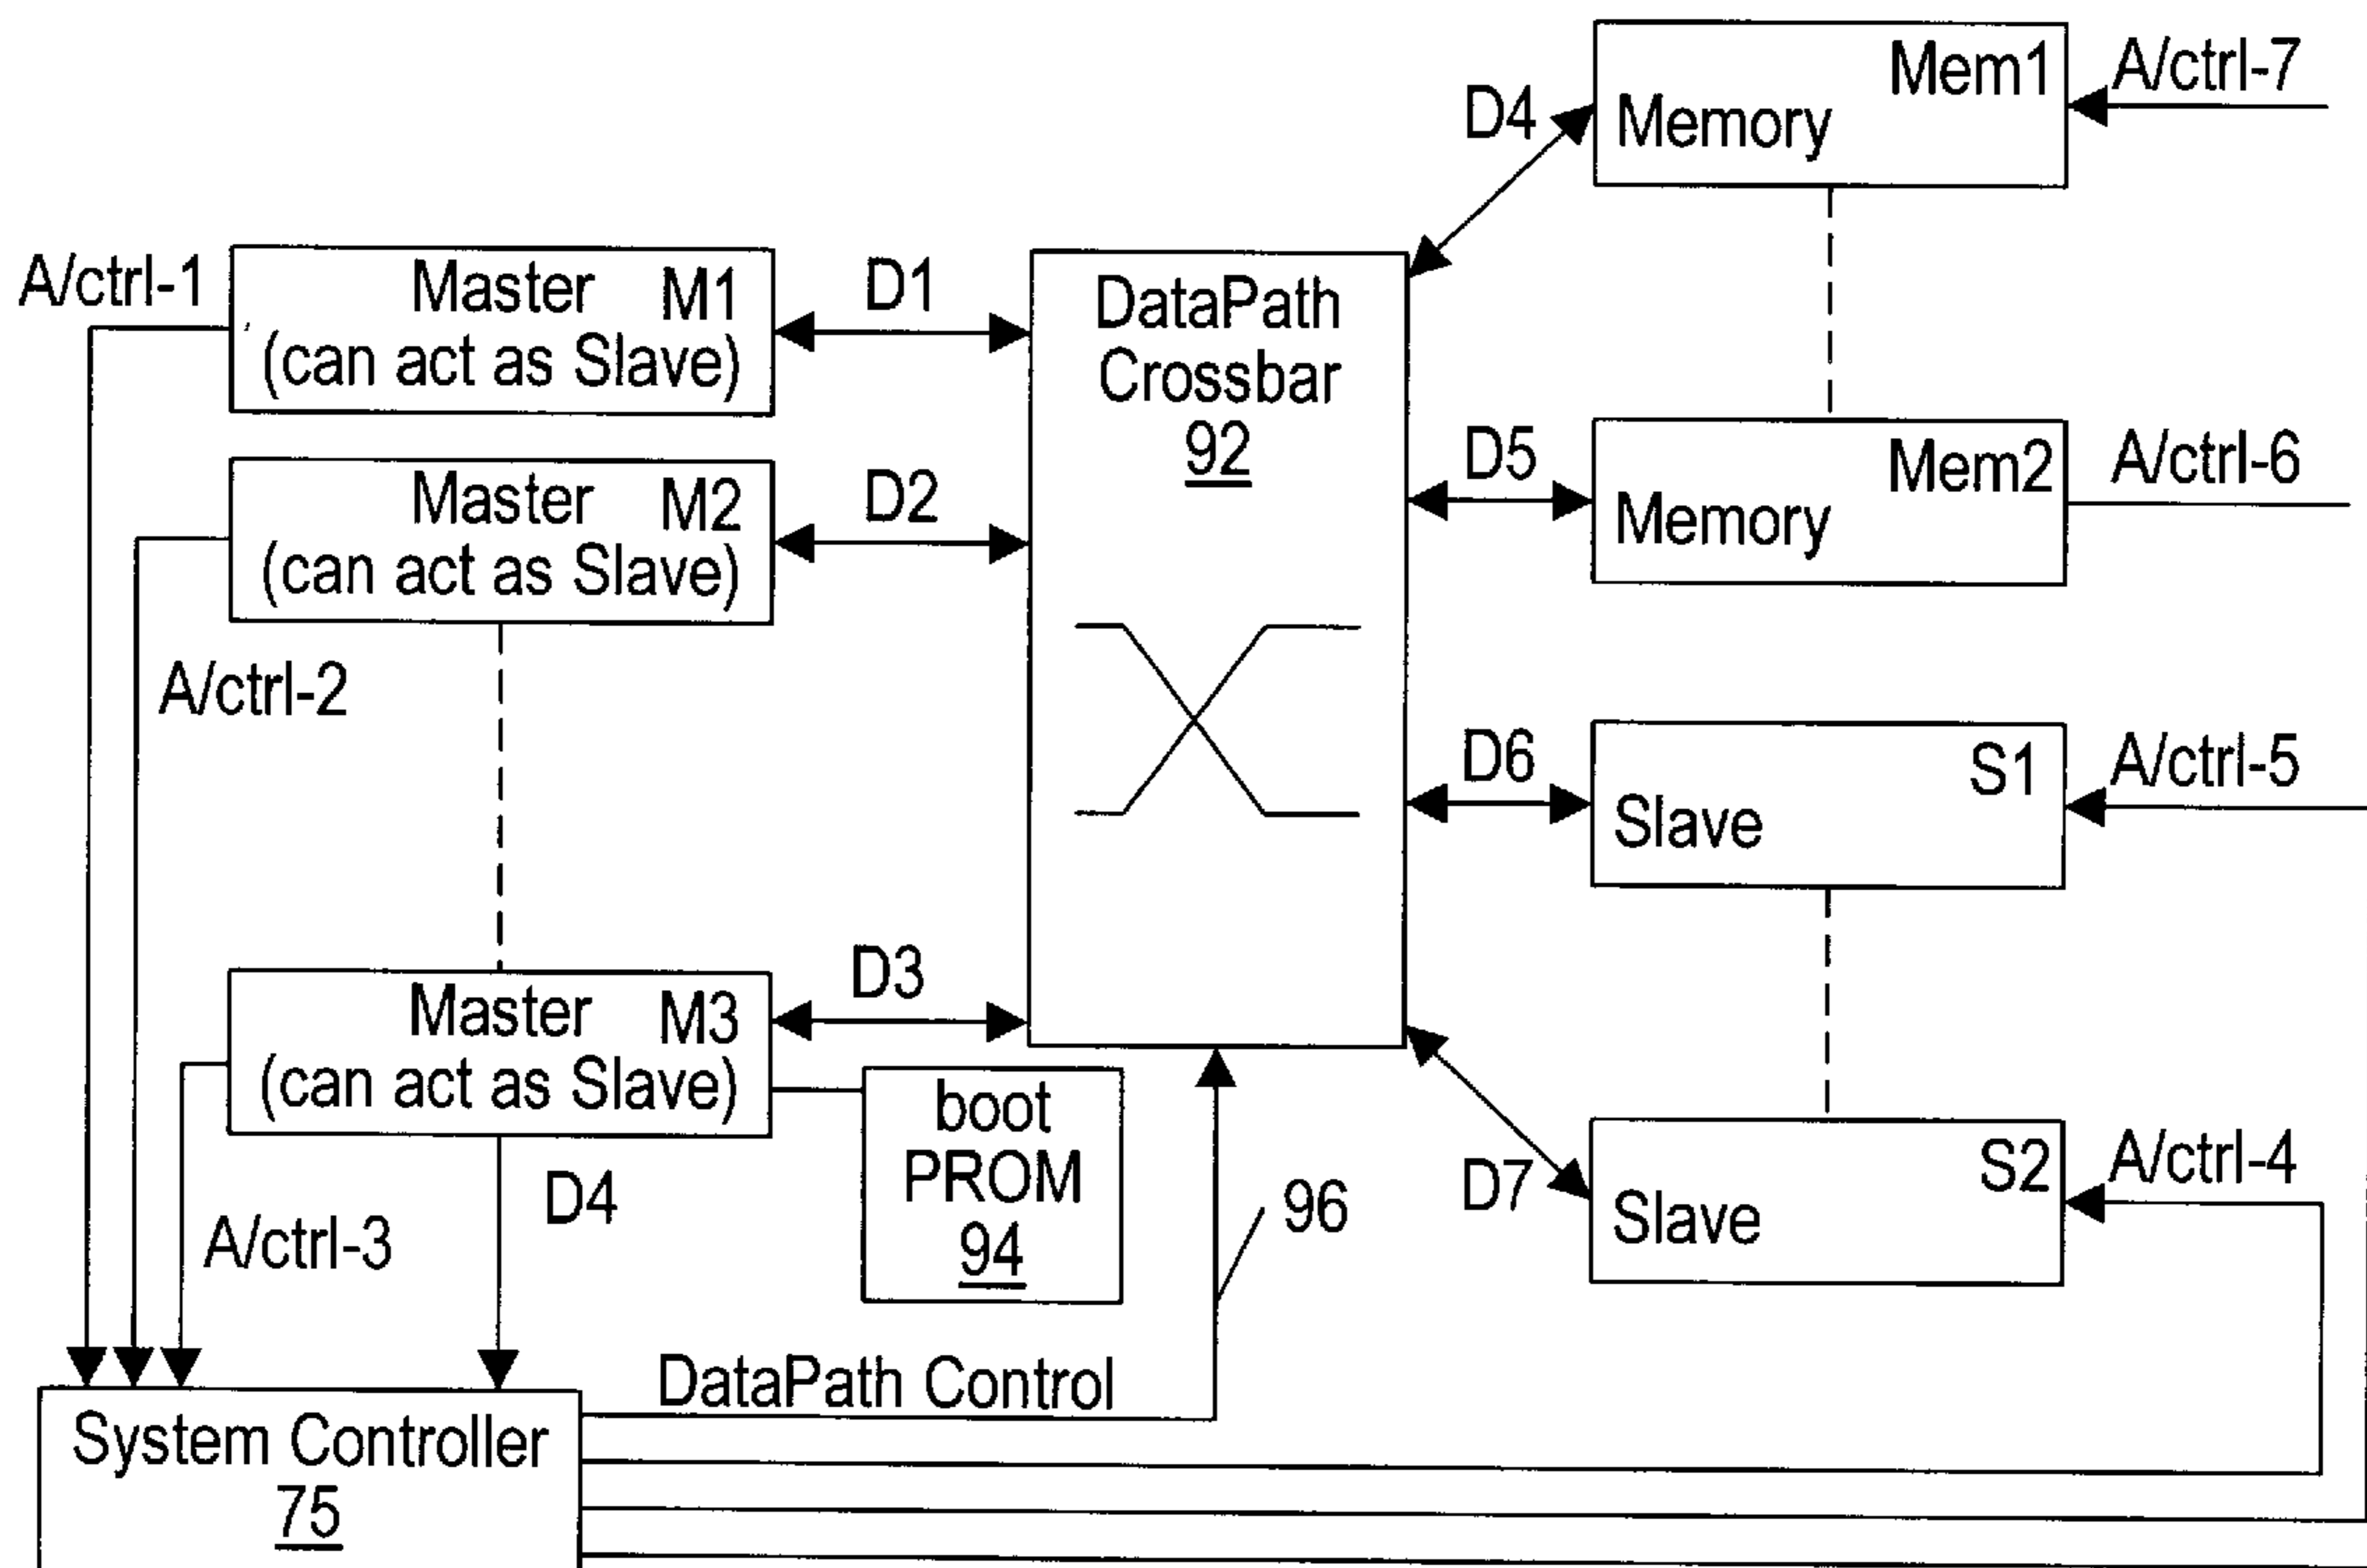 Mem1
Memory
A/ctrl-7
D4
A/ctrl-1
Master M1
(can act as Slave)
D1
DataPath
Crossbar
92
D5
Mem2
Memory
A/ctrl-6
Master M2
(can act as Slave)
D2
A/ctrl-2
D6
S1
Slave
A/ctrl-5
Master M3
(can act as Slave)
D3
boot
PROM
94
D4
A/ctrl-3
96
D7
S2
Slave
A/ctrl-4
DataPath Control
System Controller
75